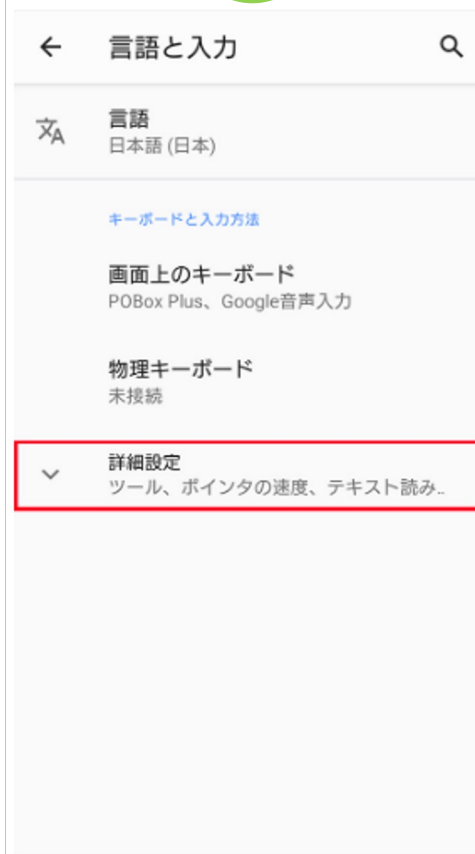 言語と入力
言語
日本語 (日本)
キーボードと入力方法
画面上のキーボード
POBox Plus、Google音声入力
物理キーボード
未接続
詳細設定
ツール、ポインタの速度、テキスト読み..